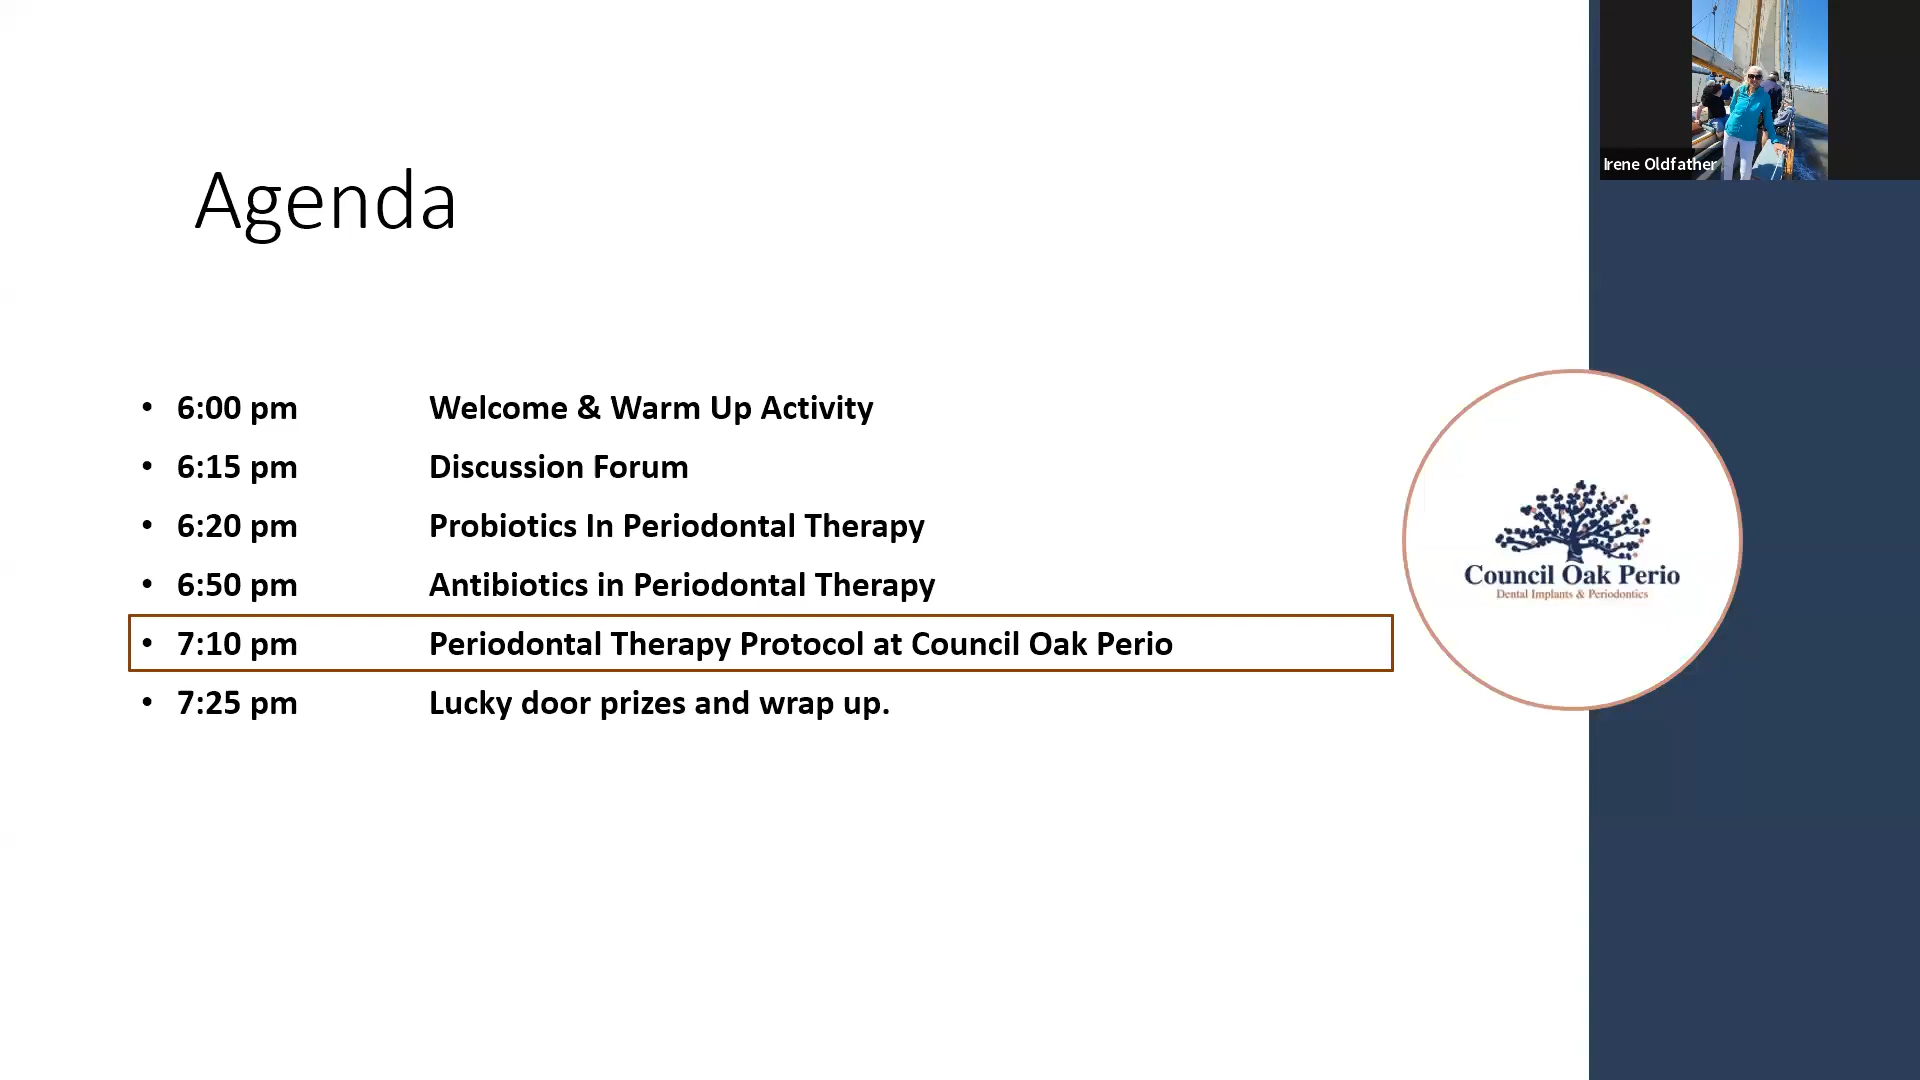 Irene Oldfather
Agenda
• 6:00 pm Welcome & Warm Up Activity
• 6:15 pm Discussion Forum
• 6:20 pm Probiotics In Periodontal Therapy
• 6:50 pm Antibiotics in Periodontal Therapy
• 7:10 pm Periodontal Therapy Protocol at Council Oak Perio
• 7:25 pm Lucky door prizes and wrap up.
Council Oak Perio
Dental Implants & Periodontics